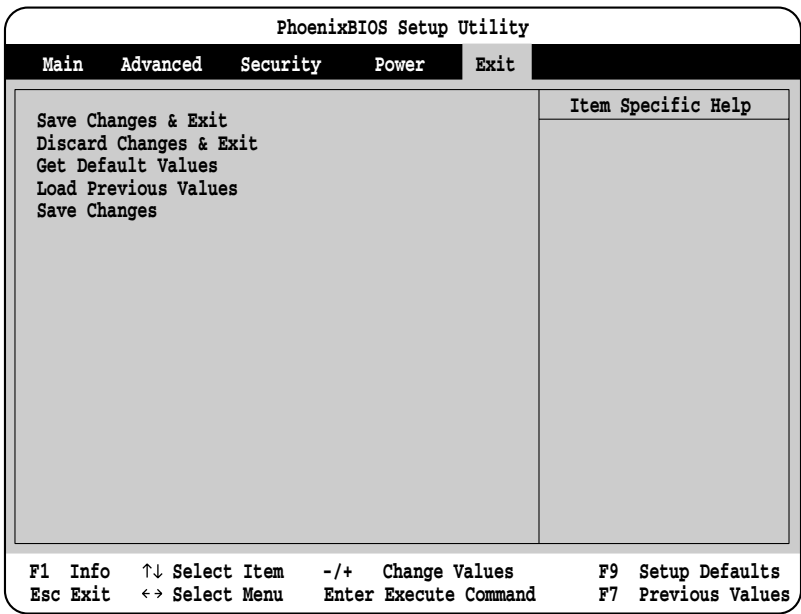 PhoenixBIOS Setup Utility
Main Advanced Security Power Exit
Save Changes & Exit
Discard Changes & Exit
Get Default Values
Load Previous Values
Save Changes
Item Specific Help
F1 Info ↑↓ Select Item -/+ Change Values F9 Setup Defaults
Esc Exit ←→ Select Menu Enter Execute Command F7 Previous Values